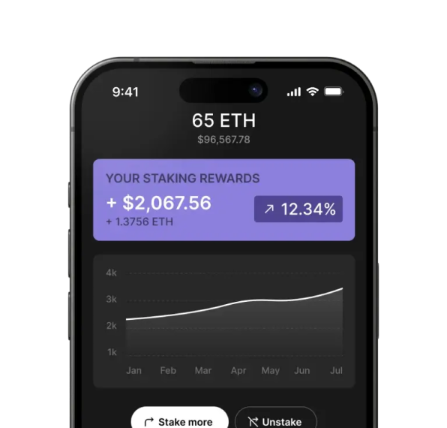 9:41
65 ETH
$96,567.78
YOUR STAKING REWARDS
+ $2,067.56
↗ 12.34%
+ 1.3756 ETH
4k
3k
2k
1k
Jan Feb Mar Apr May Jun Jul
Stake more
Unstake